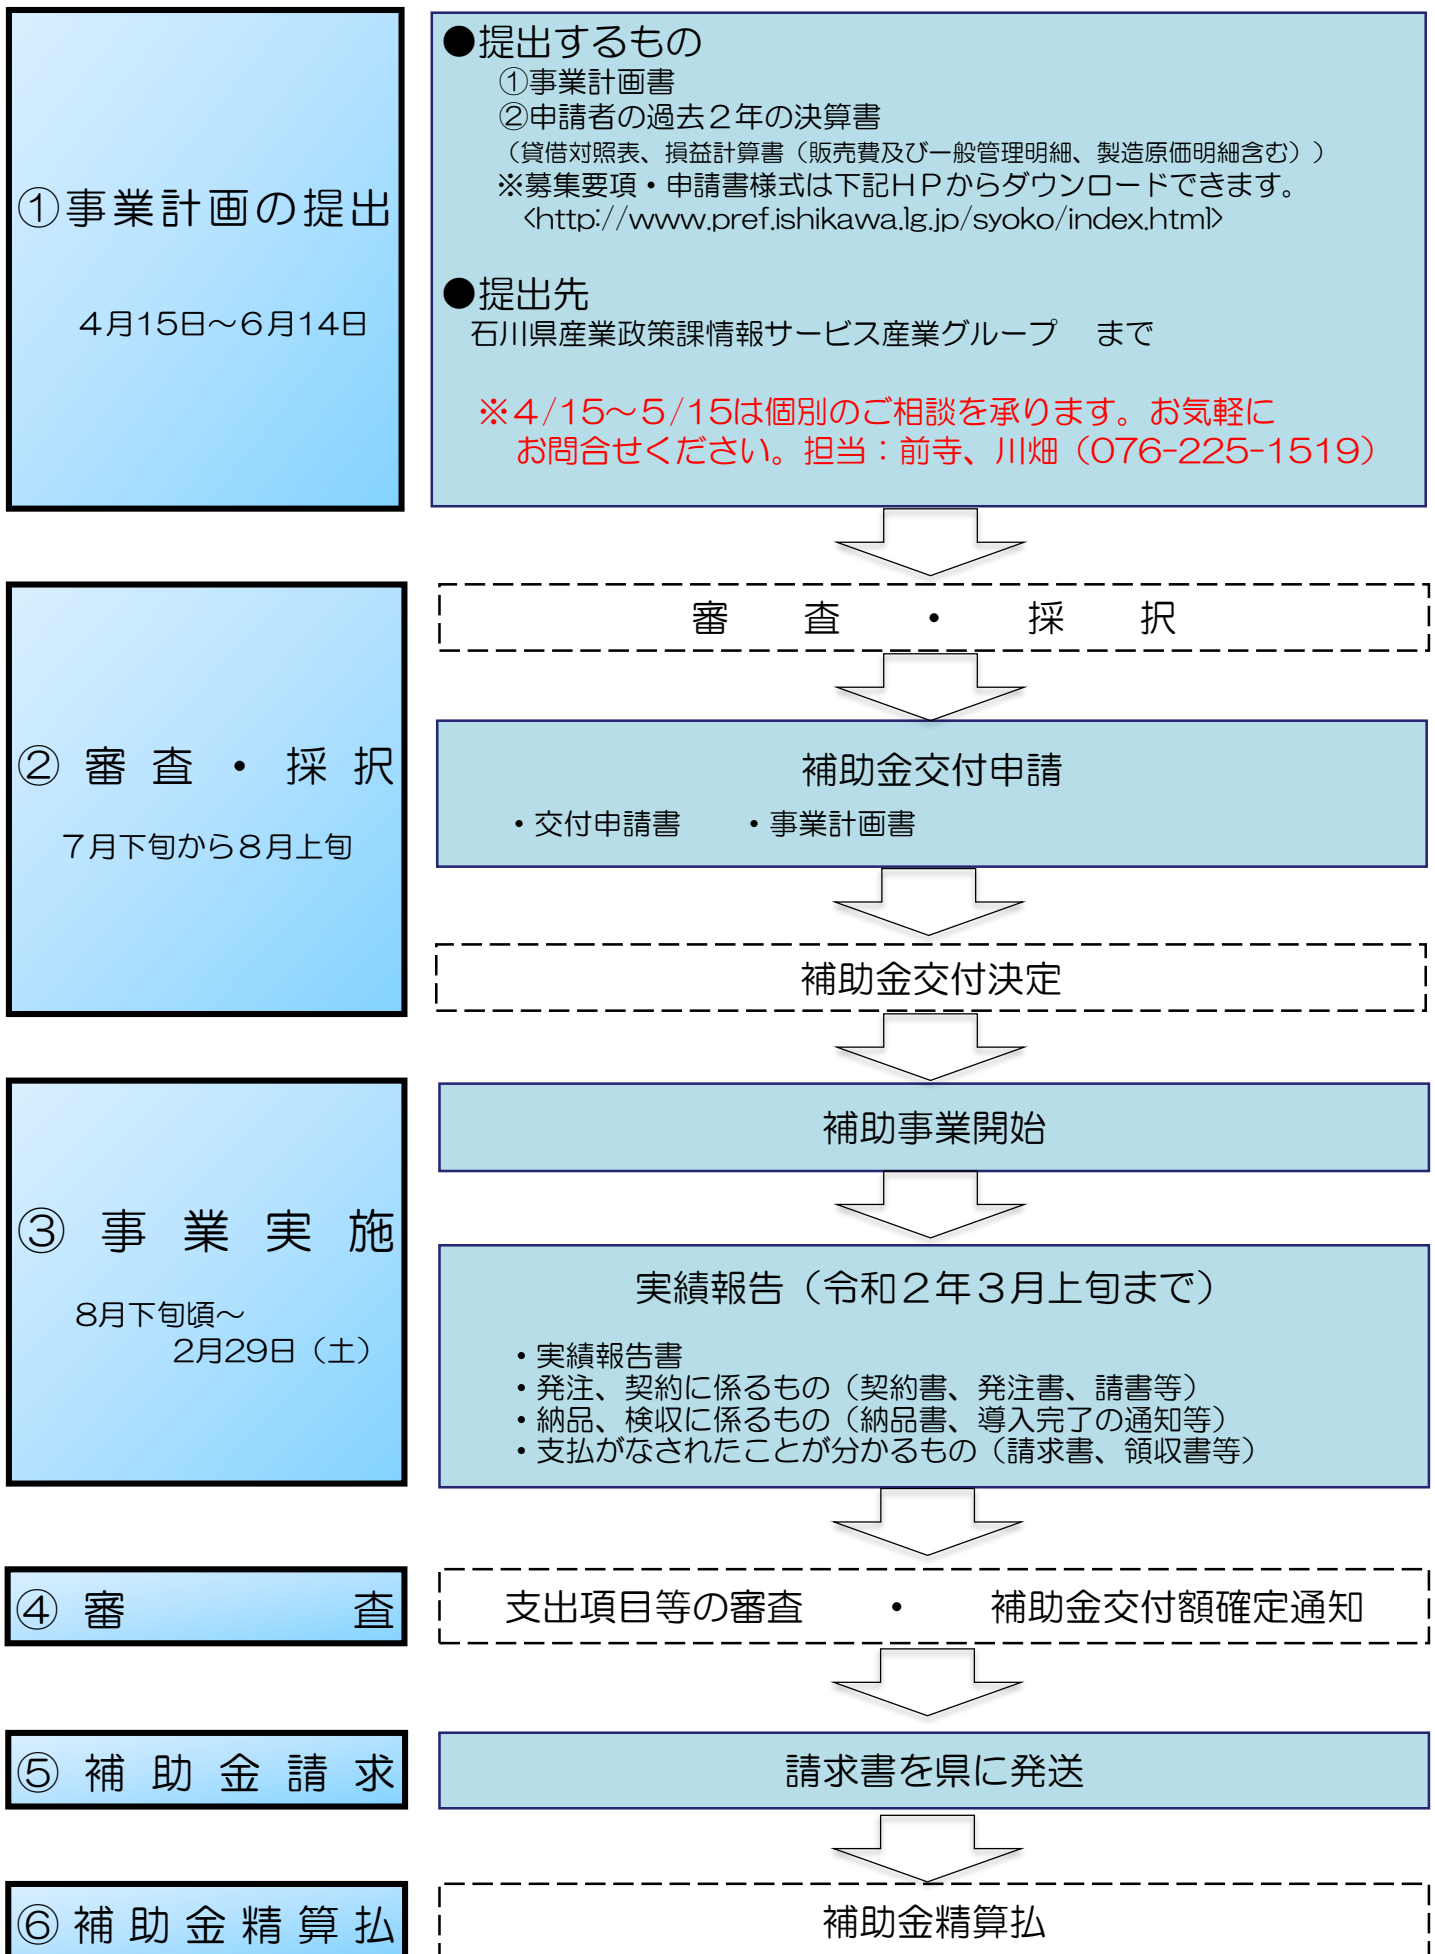 ①事業計画の提出
４月15日～６月14日
●提出するもの
①事業計画書
②申請者の過去２年の決算書
（貸借対照表、損益計算書（販売費及び一般管理明細、製造原価明細含む））
※募集要項・申請書様式は下記ＨＰからダウンロードできます。
<http://www.pref.ishikawa.lg.jp/syoko/index.html>
●提出先
石川県産業政策課情報サービス産業グループ　まで
※４/15～５/15は個別のご相談を承ります。お気軽に
お問合せください。担当：前寺、川畑（076-225-1519）
②審査・採択
７月下旬から８月上旬
審査・採択
補助金交付申請
・交付申請書　・事業計画書
補助金交付決定
③事業実施
８月下旬頃～
２月29日（土）
補助事業開始
実績報告（令和２年３月上旬まで）
・実績報告書
・発注、契約に係るもの（契約書、発注書、請書等）
・納品、検収に係るもの（納品書、導入完了の通知等）
・支払がなされたことが分かるもの（請求書、領収書等）
④審査
支出項目等の審査　・　補助金交付額確定通知
⑤補助金請求
請求書を県に発送
⑥補助金精算払
補助金精算払